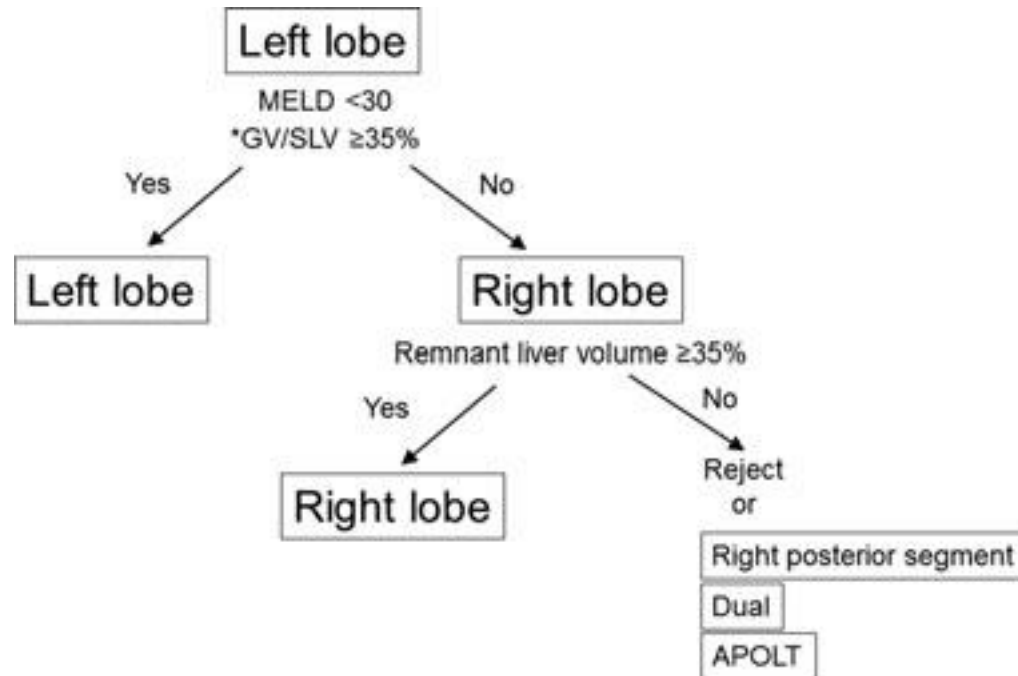 Left lobe
MELD <30
*GV/SLV ≥35%
Yes
No
Left lobe
Right lobe
Remnant liver volume ≥35%
Yes
No
Right lobe
Reject
or
Right posterior segment
Dual
APOLT